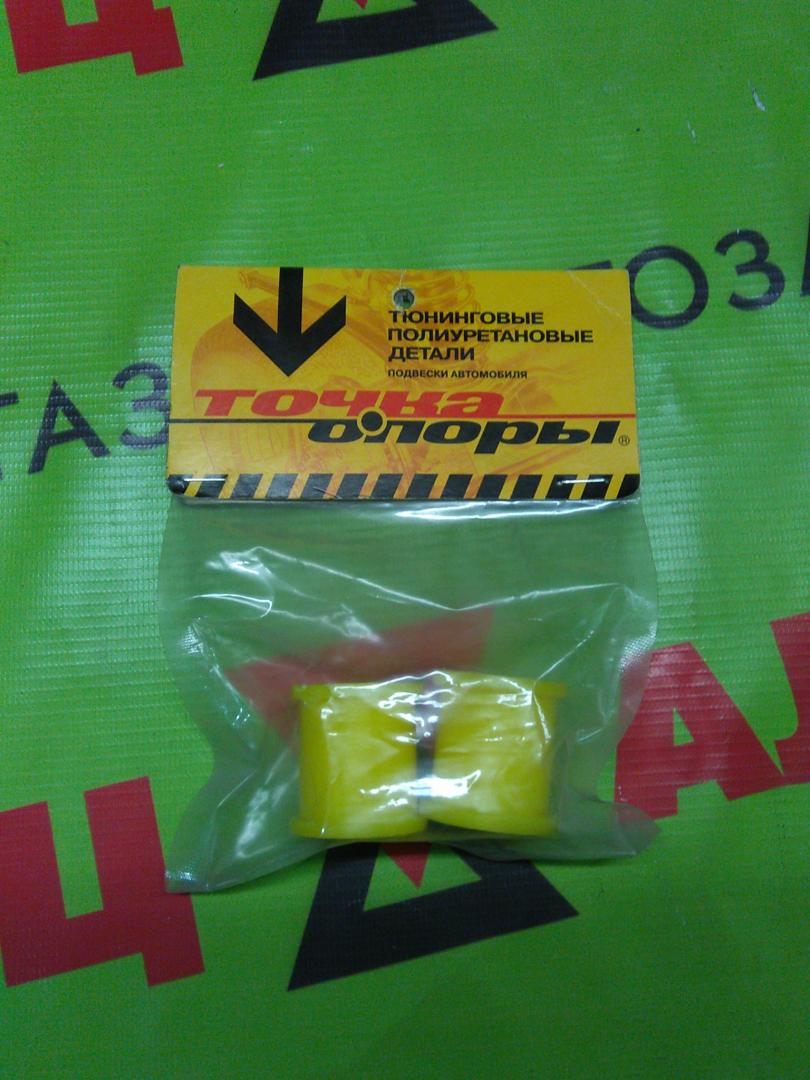 Ц
ТЮНИНГОВЫЕ
ПОЛИУРЕТАНОВЫЕ
ДЕТАЛИ
ПОДВЕСКИ АВТОМОБИЛЯ
точка
опоры®
Ц